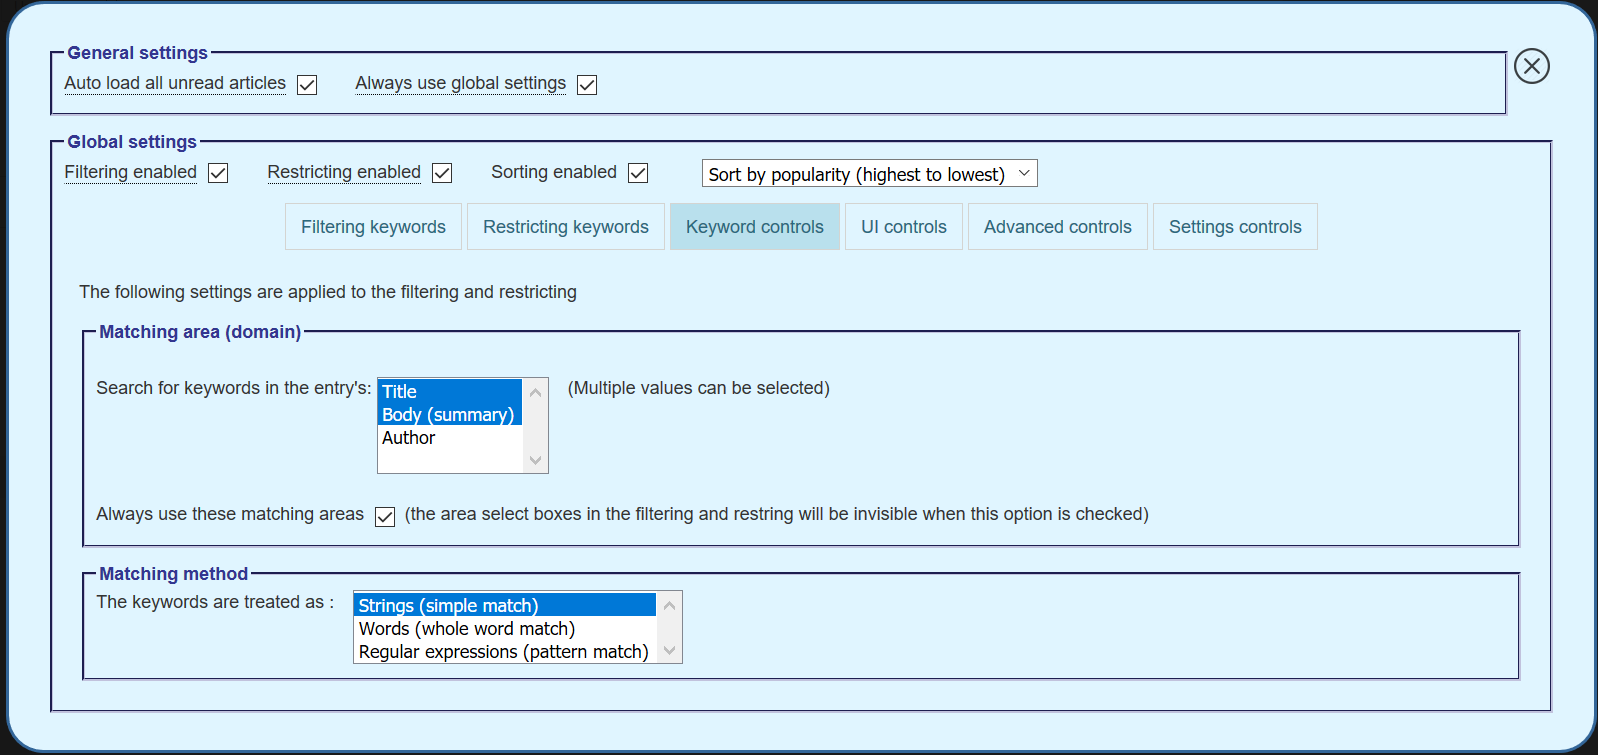 General settings
Auto load all unread articles Always use global settings
Global settings
Filtering enabled Restricting enabled Sorting enabled Sort by popularity (highest to lowest)
Filtering keywords Restricting keywords Keyword controls UI controls Advanced controls Settings controls
The following settings are applied to the filtering and restricting
Matching area (domain)
Search for keywords in the entry's: Title (Multiple values can be selected)
Body (summary)
Author
Always use these matching areas (the area select boxes in the filtering and restring will be invisible when this option is checked)
Matching method
The keywords are treated as : Strings (simple match)
Words (whole word match)
Regular expressions (pattern match)